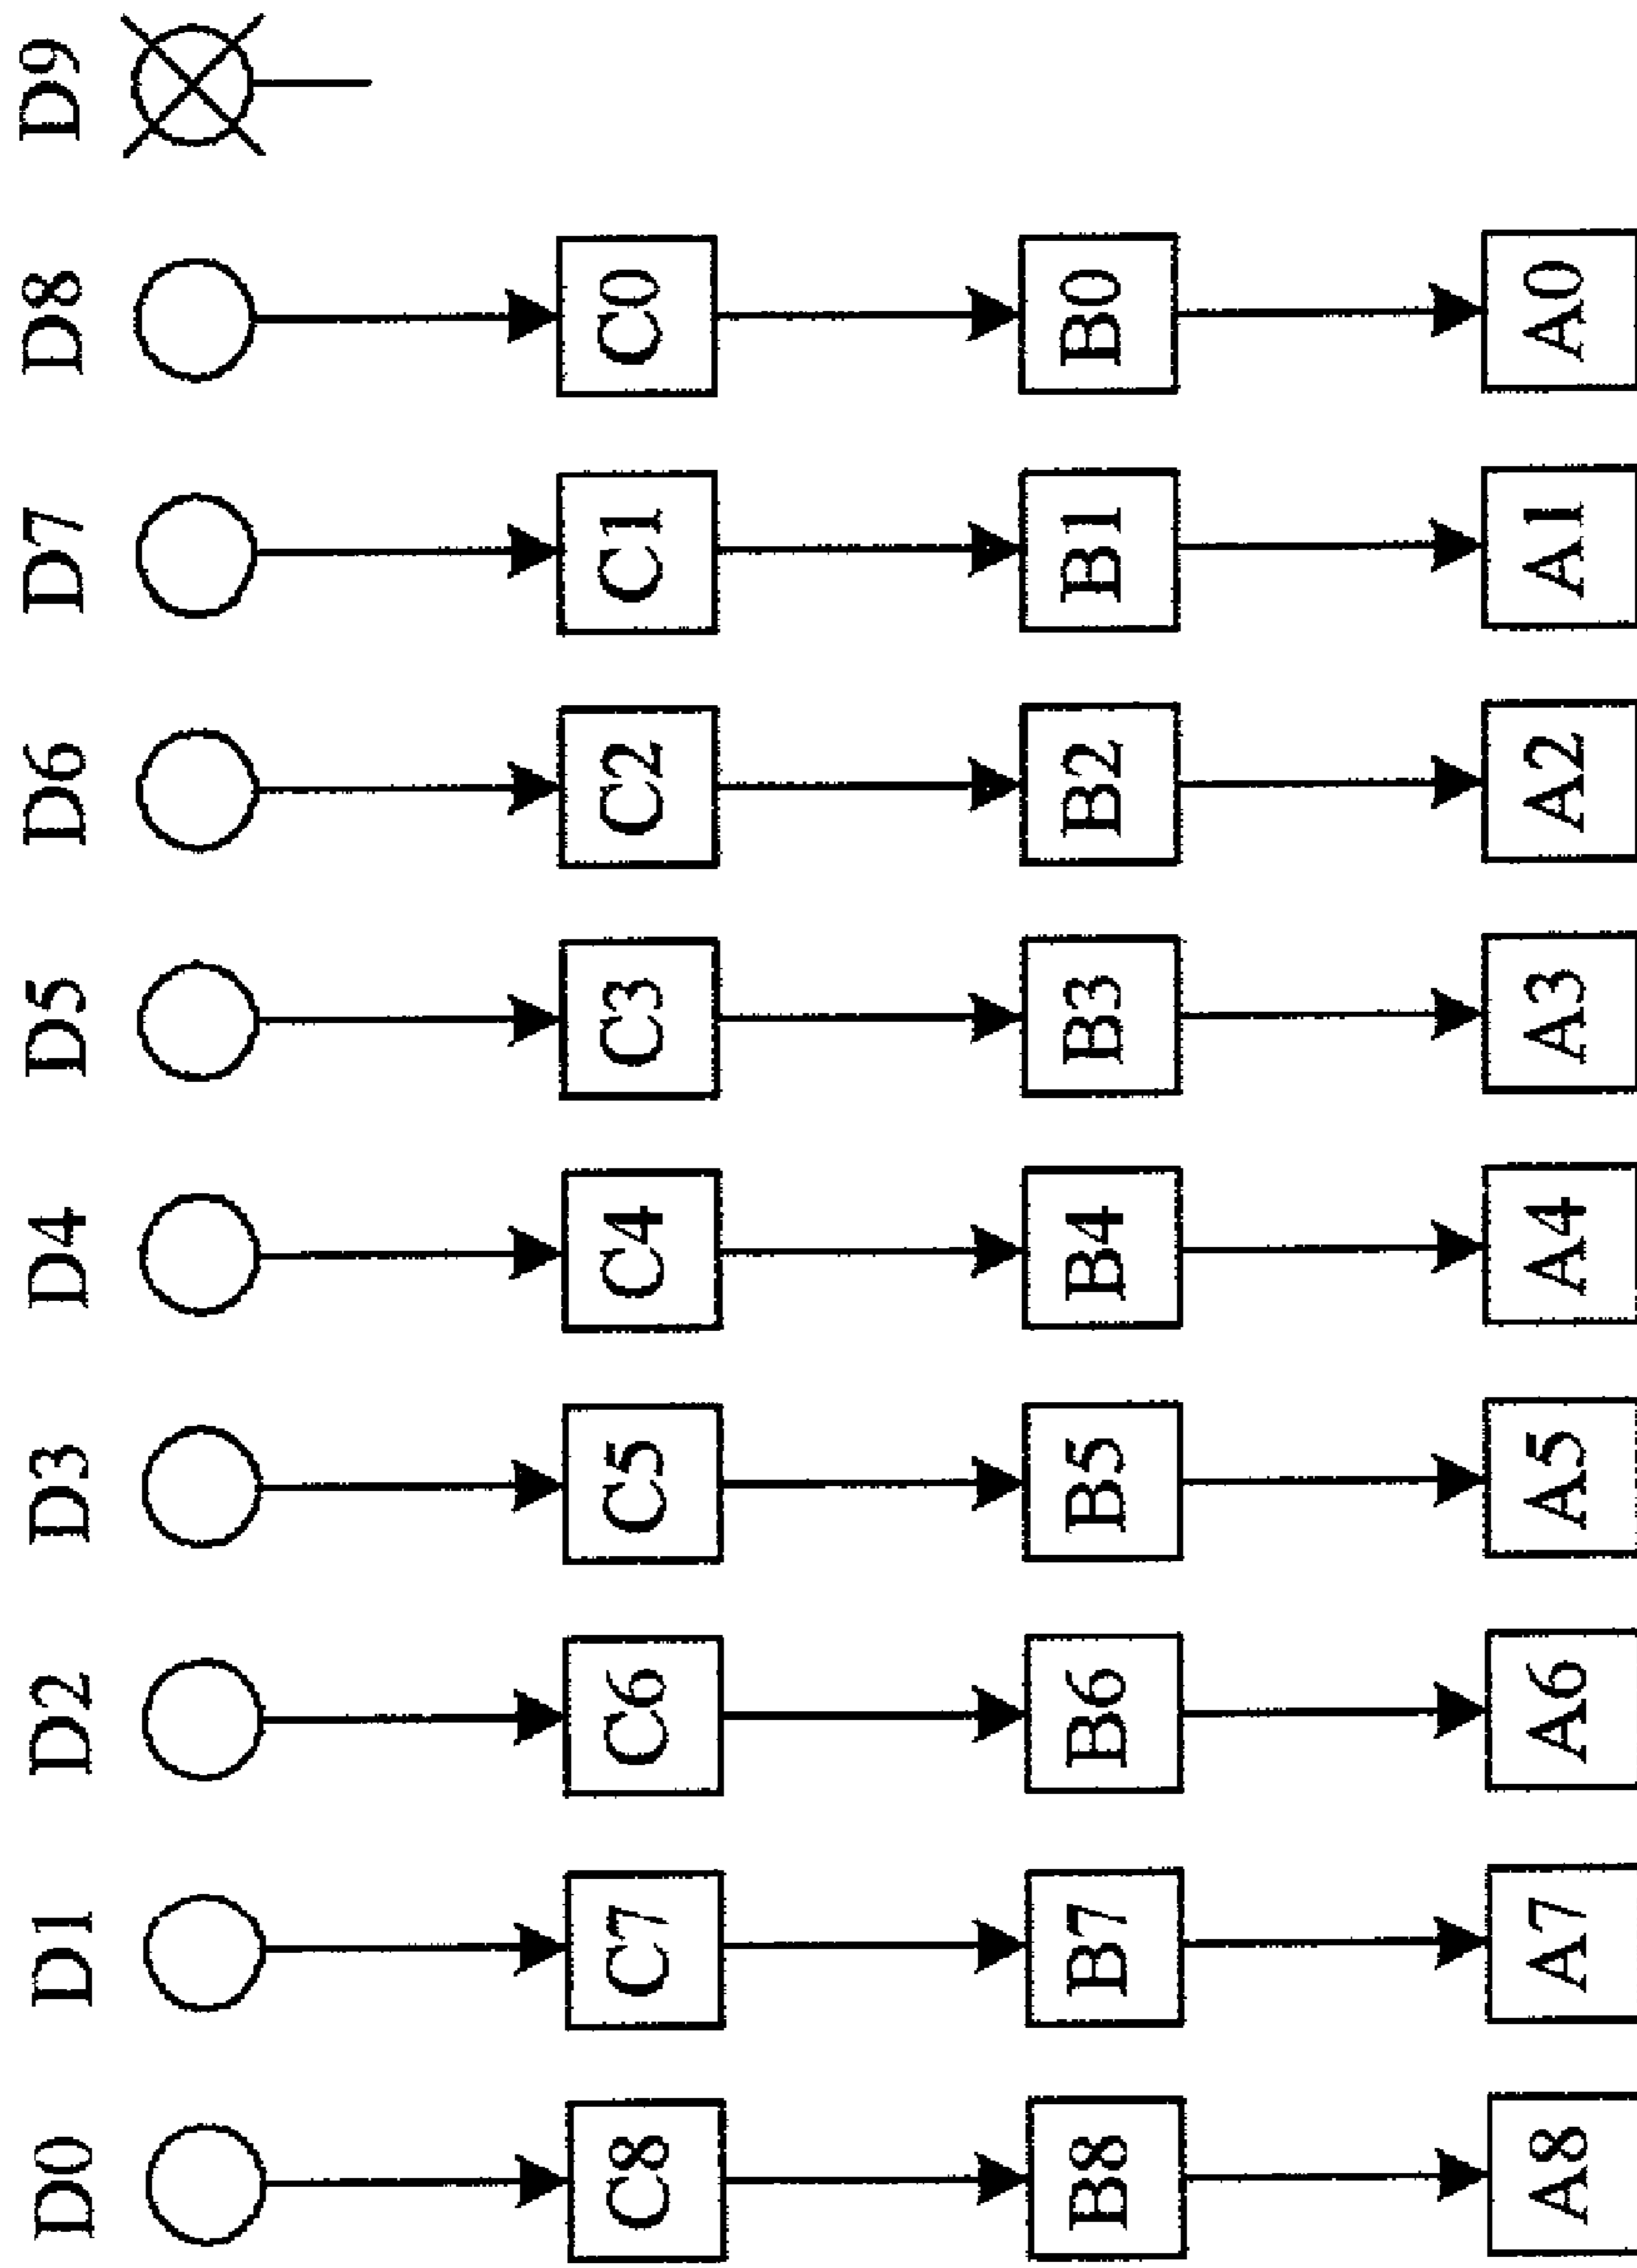 D0 D1 D2 D3 D4 D5 D6 D7 D8 D9
C8 C7 C6 C5 C4 C3 C2 C1 C0
B8 B7 B6 B5 B4 B3 B2 B1 B0
A8 A7 A6 A5 A4 A3 A2 A1 A0